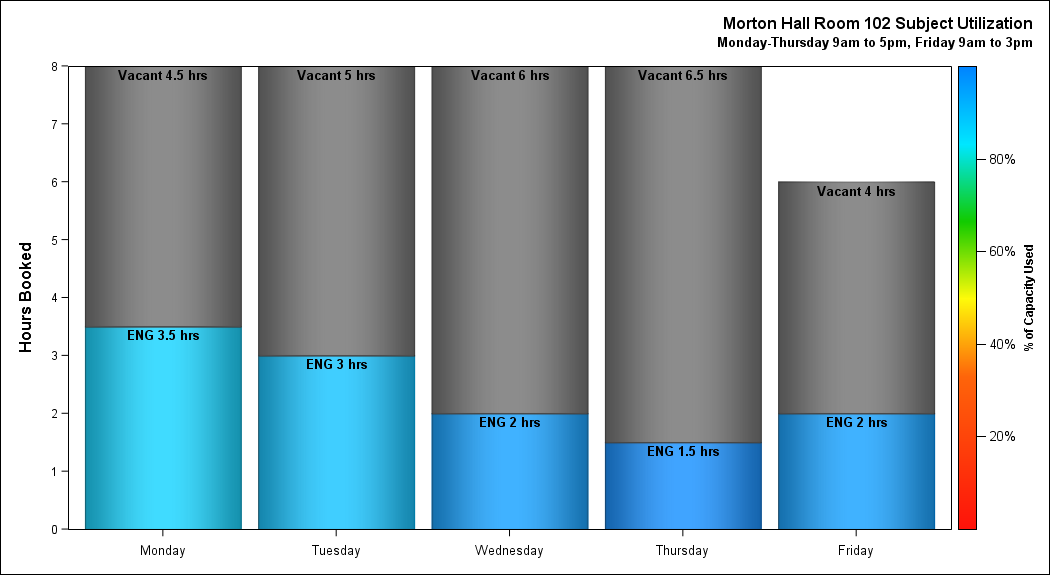 Morton Hall Room 102 Subject Utilization
Monday-Thursday 9am to 5pm, Friday 9am to 3pm
8
7
6
5
4
3
2
1
0
Hours Booked
Vacant 4.5 hrs
Vacant 5 hrs
Vacant 6 hrs
Vacant 6.5 hrs
Vacant 4 hrs
ENG 3.5 hrs
ENG 3 hrs
ENG 2 hrs
ENG 1.5 hrs
ENG 2 hrs
Monday
Tuesday
Wednesday
Thursday
Friday
80%
60%
40%
20%
% of Capacity Used